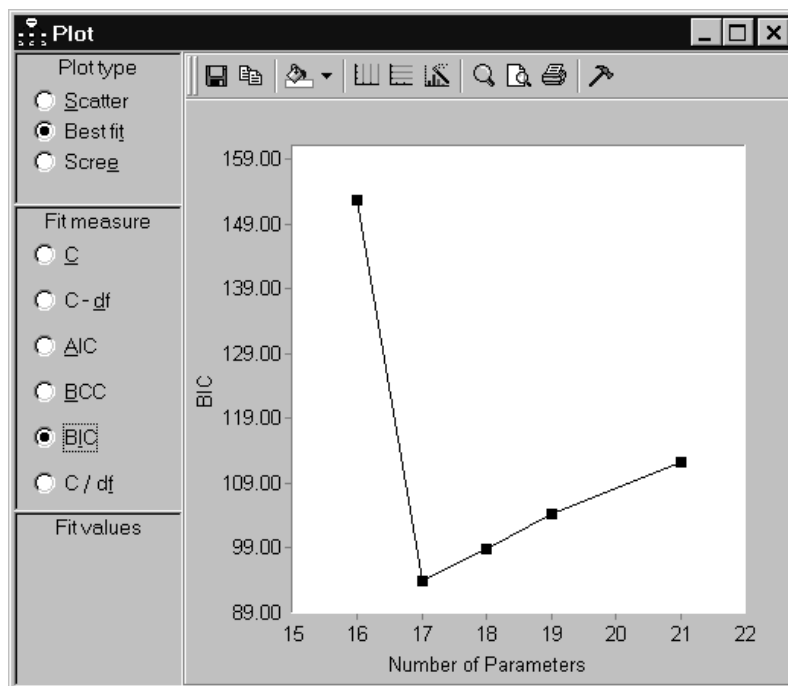 Plot
Plot type
Scatter
Best fit
Scree
Fit measure
C
C - df
AIC
BCC
BIC
C / df
Fit values
159.00
149.00
139.00
129.00
119.00
109.00
99.00
89.00
BIC
15 16 17 18 19 20 21 22
Number of Parameters